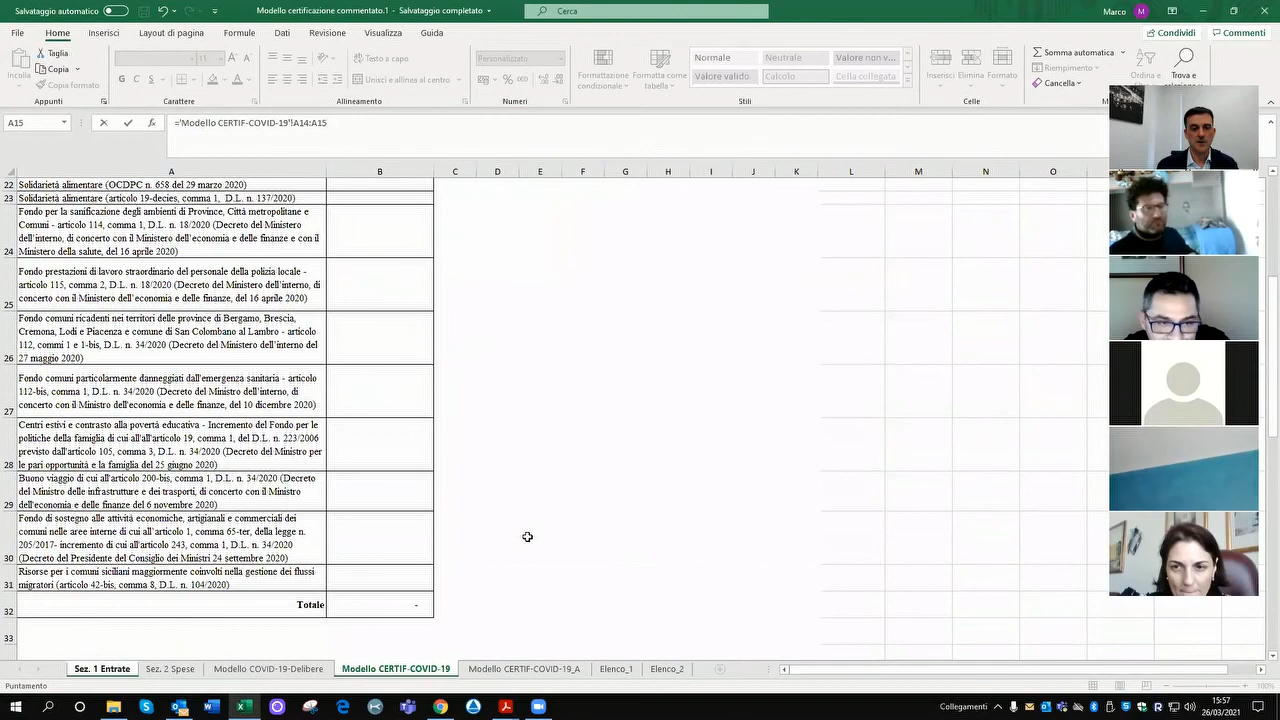 Salvataggio automatico
Modello certificazione commentato.1 - Salvataggio completato
Cerca
Marco M
File Home Inserisci Layout di pagina Formule Dati Revisione Visualizza Guida
Condividi Commenti
Incolla
Taglia
Copia
Copia formato
Appunti
11
G C S
Carattere
Testo a capo
Unisci e allinea al centro
Allineamento
Personalizzato
Numeri
Formattazione condizionale
Formatta come tabella
Normale Neutrale Valore non v...
Valore valido Calcolo Cella collegata
Stili
Inserisci Elimina Formato
Celle
Somma automatica
Riempimento
Cancella
Ordina e
Trova e
A15
='Modello CERTIF-COVID-19'!A14:A15
A B C D E F G H I J K L M N O
22 Solidarietà alimentare (OCDPC n. 658 del 29 marzo 2020)
23 Solidarietà alimentare (articolo 19-decies, comma 1, D.L. n. 137/2020)
Fondo per la sanificazione degli ambienti di Province, Città metropolitane e
Comuni - articolo 114, comma 1, D.L. n. 18/2020 (Decreto del Ministero
dell'interno, di concerto con il Ministero dell'economia e delle finanze e con il
24 Ministero della salute, del 16 aprile 2020)
Fondo prestazioni di lavoro straordinario del personale della polizia locale -
articolo 115, comma 2, D.L. n. 18/2020 (Decreto del Ministero dell'interno, di
25 concerto con il Ministero dell'economia e delle finanze, del 16 aprile 2020)
Fondo comuni ricadenti nei territori delle province di Bergamo, Brescia,
Cremona, Lodi e Piacenza e comune di San Colombano al Lambro - articolo
112, commi 1 e 1-bis, D.L. n. 34/2020 (Decreto del Ministero dell'interno del
26 27 maggio 2020)
Fondo comuni particolarmente danneggiati dall'emergenza sanitaria - articolo
112-bis, comma 1, D.L. n. 34/2020 (Decreto del Ministro dell'interno, di
27 concerto con il Ministro dell'economia e delle finanze, del 10 dicembre 2020)
Centri estivi e contrasto alla povertà educativa - Incremento del Fondo per le
politiche della famiglia di cui all'all'articolo 19, comma 1, del D.L. n. 223/2006
previsto dall'articolo 105, comma 3, D.L. n. 34/2020 (Decreto del Ministro per
28 le pari opportunità e la famiglia del 25 giugno 2020)
Buono viaggio di cui all'articolo 200-bis, comma 1, D.L. n. 34/2020 (Decreto
del Ministro delle infrastrutture e dei trasporti, di concerto con il Ministro
29 dell'economia e delle finanze del 6 novembre 2020)
Fondo di sostegno alle attività economiche, artigianali e commerciali dei
comuni nelle aree interne di cui all'articolo 1, comma 65-ter, della legge n.
205/2017- incremento di cui all'articolo 243, comma 1, D.L. n. 34/2020
30 (Decreto del Presidente del Consiglio dei Ministri 24 settembre 2020)
Risorse per i comuni siciliani maggiormente coinvolti nella gestione dei flussi
31 migratori (articolo 42-bis, comma 8, D.L. n. 104/2020)
32 Totale -
33
Sez. 1 Entrate Sez. 2 Spese Modello COVID-19-Delibere Modello CERTIF-COVID-19 Modello CERTIF-COVID-19_A Elenco_1 Elenco_2
Puntamento
100%
Collegamenti
15:57
26/03/2021